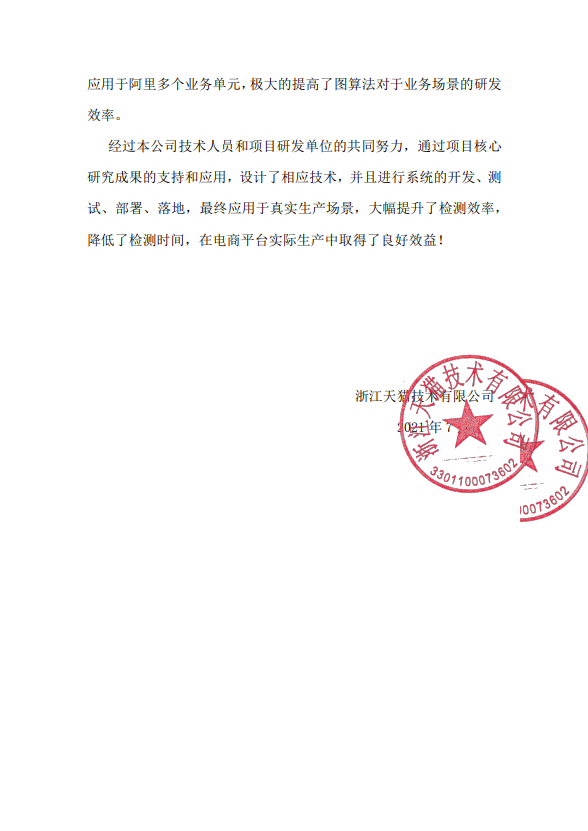 应用于阿里多个业务单元,极大的提高了图算法对于业务场景的研发
效率。
经过本公司技术人员和项目研发单位的共同努力，通过项目核心
研究成果的支持和应用，设计了相应技术，并且进行系统的开发、测
试、部署、落地，最终应用于真实生产场景，大幅提升了检测效率，
降低了检测时间，在电商平台实际生产中取得了良好效益！
浙江天猫技术有限公司
2021年7
浙江天猫技术有限公司
3301100073602
术有限公司
00073602